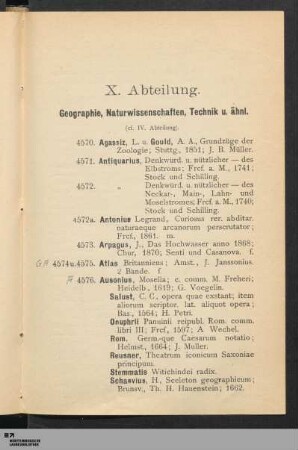 X. Abteilung.
Geographie, Naturwissenschaften, Technik u. ähnl.
(cf. IV. Abteilung).
4570. Agassiz, L. u. Gould, A. A., Grundzüge der
Zoologie; Stuttg., 1851; J. B. Müller.
4571. Antiquarius, Denkwürd. u. nützlicher — des
Elbstroms; Frcf. a. M., 1741;
Stock und Schilling.
4572. „ Denkwürd. u. nützlicher — des
Neckar-, Main-, Lahn- und
Moselstromes; Frcf. a. M., 1740;
Stock und Schilling.
4572a. Antonius Legrand, Curiosus rer. abditar.
naturaeque arcanorum perscrutator;
Frcf., 1681. m.
4573. Arpagus, J., Das Hochwasser anno 1868;
Chur, 1870; Senti und Casanova. f.
4574u.4575. Atlas Britannicus; Amst., J. Janssonius
2 Bände. f
4576. Ausonius, Mosella; c. comm. M. Freheri;
Heidelb., 1619; G. Voegelin.
Salust, C. C., opera quae exstant; item
aliorum scriptor. lat. aliquot opera;
Bas., 1564; H. Petri.
Onuphrii Panvinii reipubl. Rom. comm.
libri III; Frcf., 1597; A. Wechel.
Ram, Germ.-que Caesarum notatio;
Helmst., 1664; J. Müller.
Reusner, Theatrum iconicum Saxoniae
principum.
Stemmatis Witichindei radix.
Schaevius, H., Sceleton geographicum;
Brunsv., Th. H. Hauenstein; 1662.